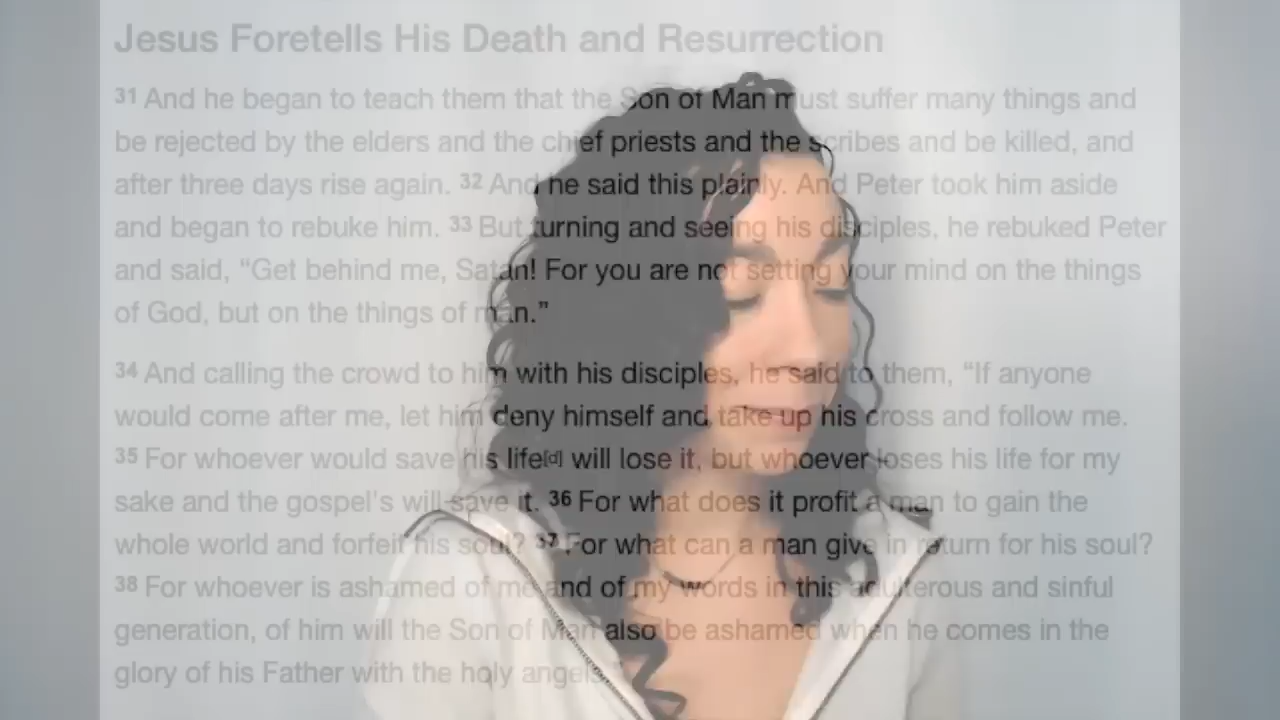 Jesus Foretells His Death and Resurrection
31 And he began to teach them that the Son of Man must suffer many things and
be rejected by the elders and the chief priests and the scribes and be killed, and
after three days rise again. 32 And he said this plainly. And Peter took him aside
and began to rebuke him. 33 But turning and seeing his disciples, he rebuked Peter
and said, “Get behind me, Satan! For you are not setting your mind on the things
of God, but on the things of man.”
34 And calling the crowd to him with his disciples, he said to them, “If anyone
would come after me, let him deny himself and take up his cross and follow me.
35 For whoever would save his life[d] will lose it, but whoever loses his life for my
sake and the gospel’s will save it. 36 For what does it profit a man to gain the
whole world and forfeit his soul? 37 For what can a man give in return for his soul?
38 For whoever is ashamed of me and of my words in this adulterous and sinful
generation, of him will the Son of Man also be ashamed when he comes in the
glory of his Father with the holy angels.